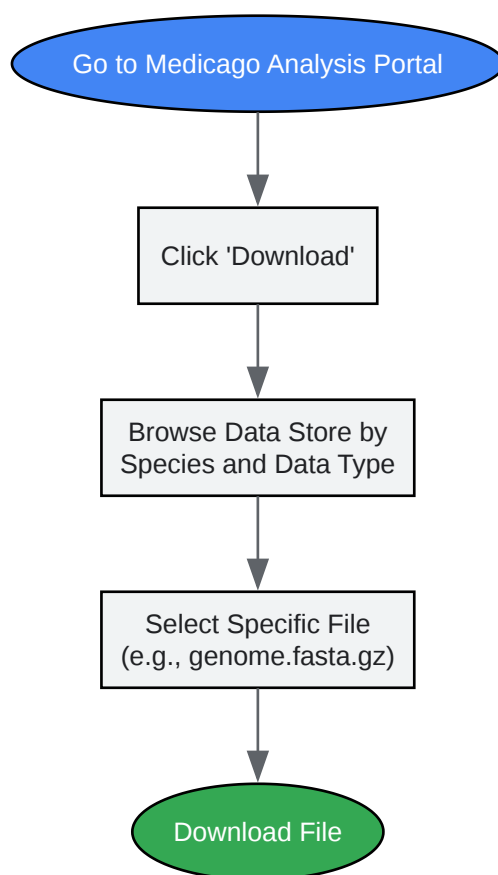 Go to Medicago Analysis Portal
Click 'Download'
Browse Data Store by
Species and Data Type
Select Specific File
(e.g., genome.fasta.gz)
Download File